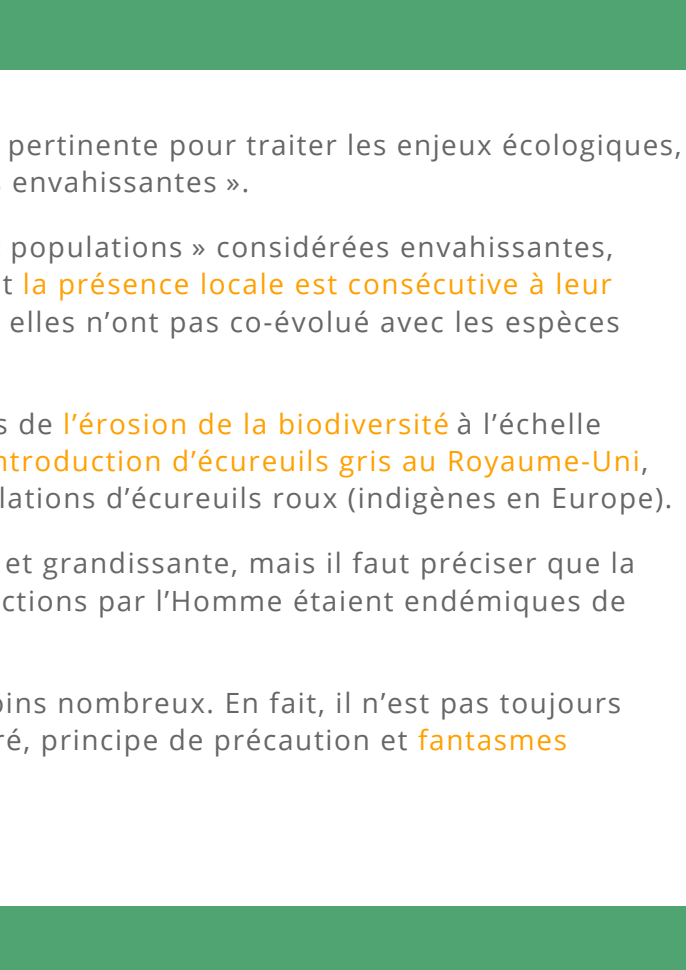 pertinente pour traiter les enjeux écologiques,
envahissantes ».
populations » considérées envahissantes,
t la présence locale est consécutive à leur
elles n’ont pas co-évolué avec les espèces
s de l’érosion de la biodiversité à l’échelle
ntroduction d’écureuils gris au Royaume-Uni,
lations d’écureuils roux (indigènes en Europe).
et grandissante, mais il faut préciser que la
ctions par l’Homme étaient endémiques de
oins nombreux. En fait, il n’est pas toujours
ré, principe de précaution et fantasmes